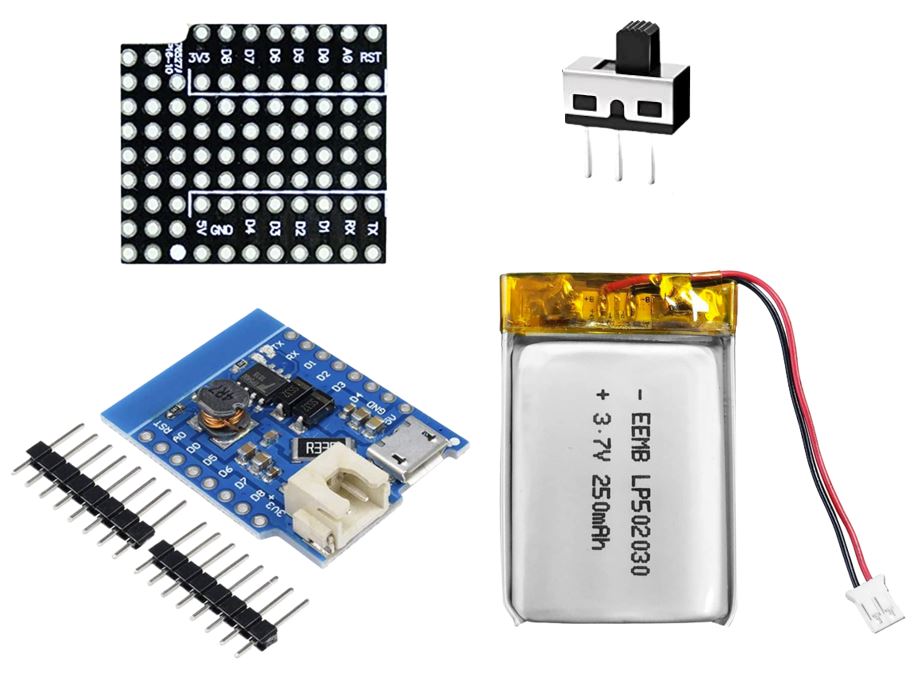 3V3 D8 D7 D6 D5 D0 A0 RST
5V GND D4 D3 D2 D1 RX TX
TX
RX
D1
D2
D3
D4
GND
5V
RST
A0
D0
D5
D6
D7
D8
+
3V3
4R7
+B
B-
- EEMB LP502030
+ 3.7V 250mAh